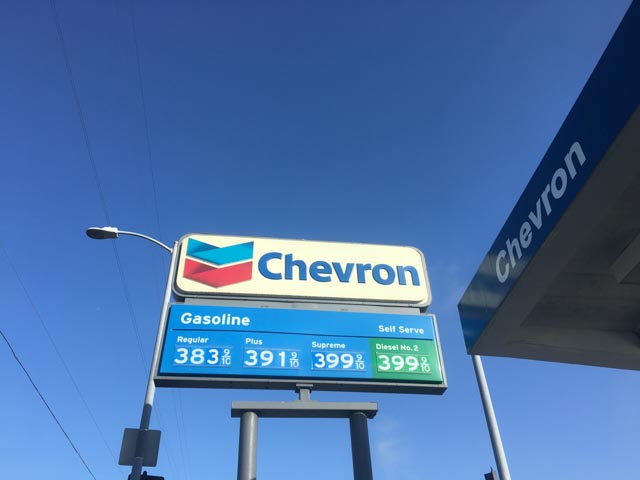 Chevron
Gasoline
Self Serve
Regular Plus Supreme Diesel No. 2
383 9/10 391 9/10 399 9/10 399 9/10
Chevron